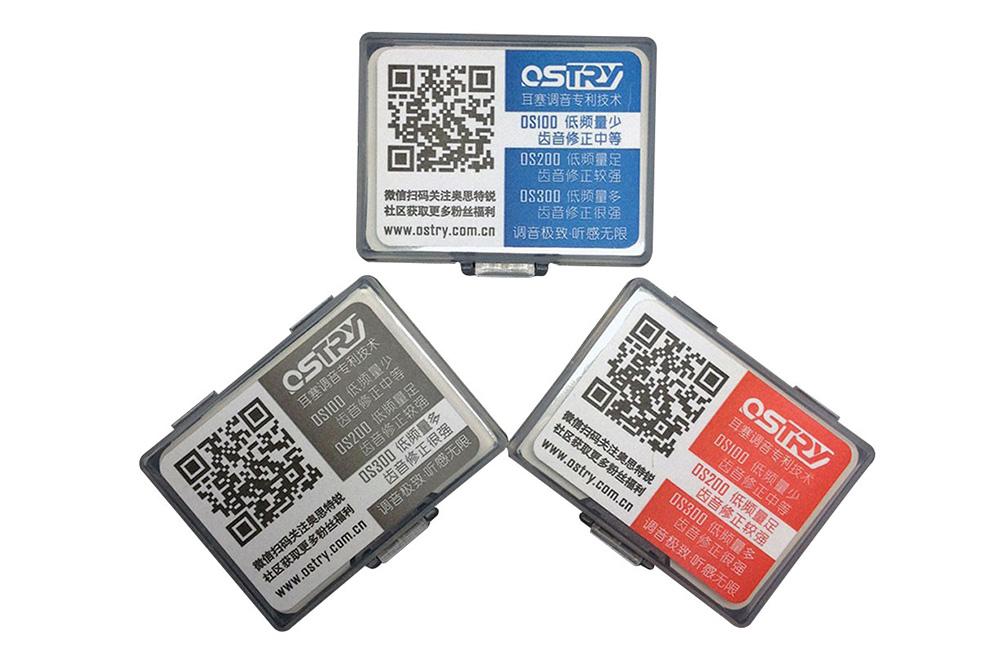 OSTRY
耳塞调音专利技术
OS100 低频量少
齿音修正中等
OS200 低频量足
齿音修正较强
OS300 低频量多
齿音修正很强
调音极致·听感无限
微信扫码关注奥思特锐
社区获取更多粉丝福利
www.ostry.com.cn
OSTRY
耳塞调音专利技术
OS100 低频量少
齿音修正中等
OS200 低频量足
齿音修正较强
OS300 低频量多
齿音修正很强
调音极致·听感无限
微信扫码关注奥思特锐
社区获取更多粉丝福利
www.ostry.com.cn
OSTRY
耳塞调音专利技术
OS100 低频量少
齿音修正中等
OS200 低频量足
齿音修正较强
OS300 低频量多
齿音修正很强
调音极致·听感无限
微信扫码关注奥思特锐
社区获取更多粉丝福利
www.ostry.com.cn